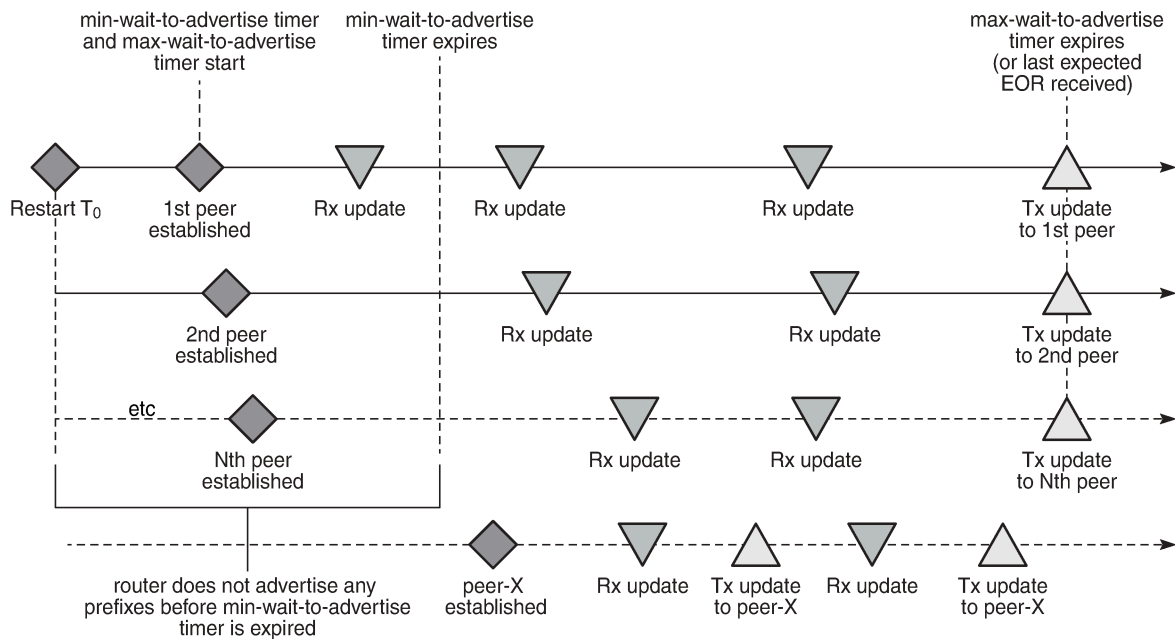 min-wait-to-advertise timer
and max-wait-to-advertise
timer start
min-wait-to-advertise
timer expires
max-wait-to-advertise
timer expires
(or last expected
EOR received)
Restart T₀
1st peer
established
Rx update
Rx update
Rx update
Tx update
to 1st peer
2nd peer
established
Rx update
Rx update
Tx update
to 2nd peer
etc
Nth peer
established
Rx update
Rx update
Tx update
to Nth peer
router does not advertise any
prefixes before min-wait-to-advertise
timer is expired
peer-X
established
Rx update
Tx update
to peer-X
Rx update
Tx update
to peer-X